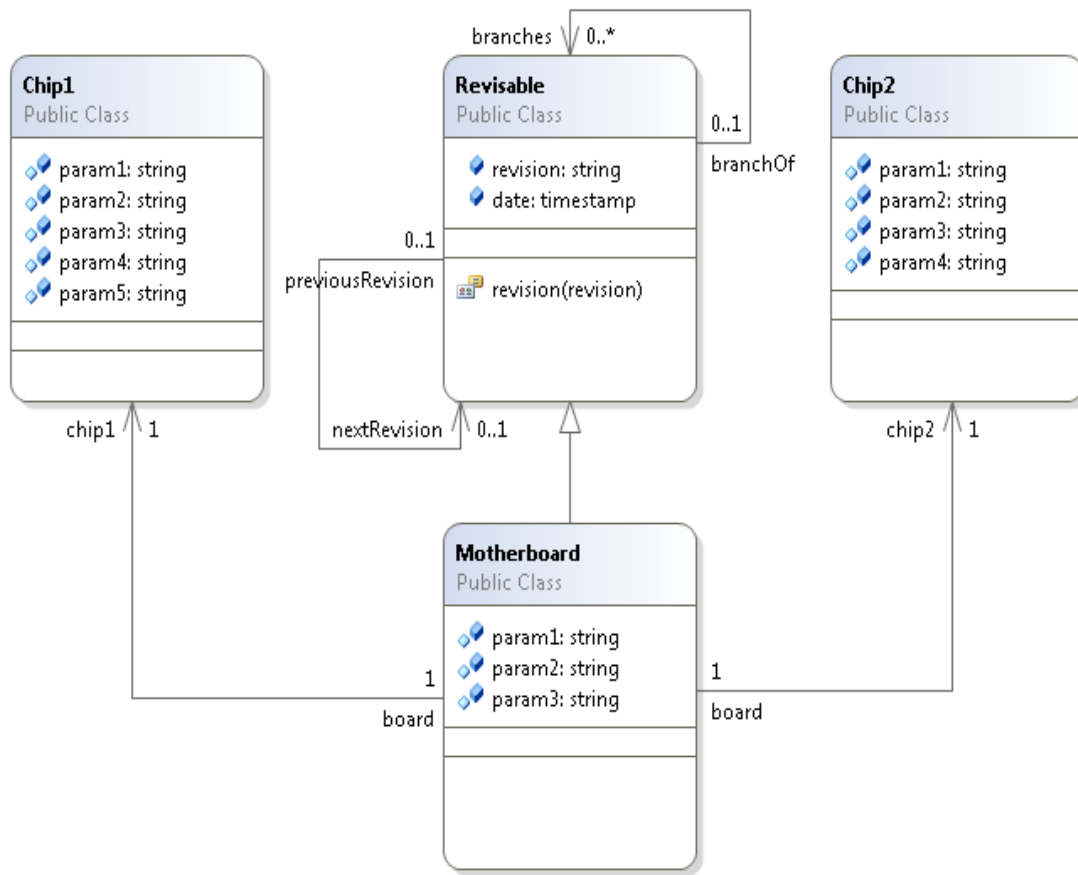 branches 0..*
Chip1
Public Class
param1: string
param2: string
param3: string
param4: string
param5: string
chip1 1
Revisable
Public Class
revision: string
date: timestamp
revision(revision)
0..1
branchOf
0..1
previousRevision
nextRevision 0..1
Chip2
Public Class
param1: string
param2: string
param3: string
param4: string
chip2 1
Motherboard
Public Class
param1: string
param2: string
param3: string
1
board
1
board